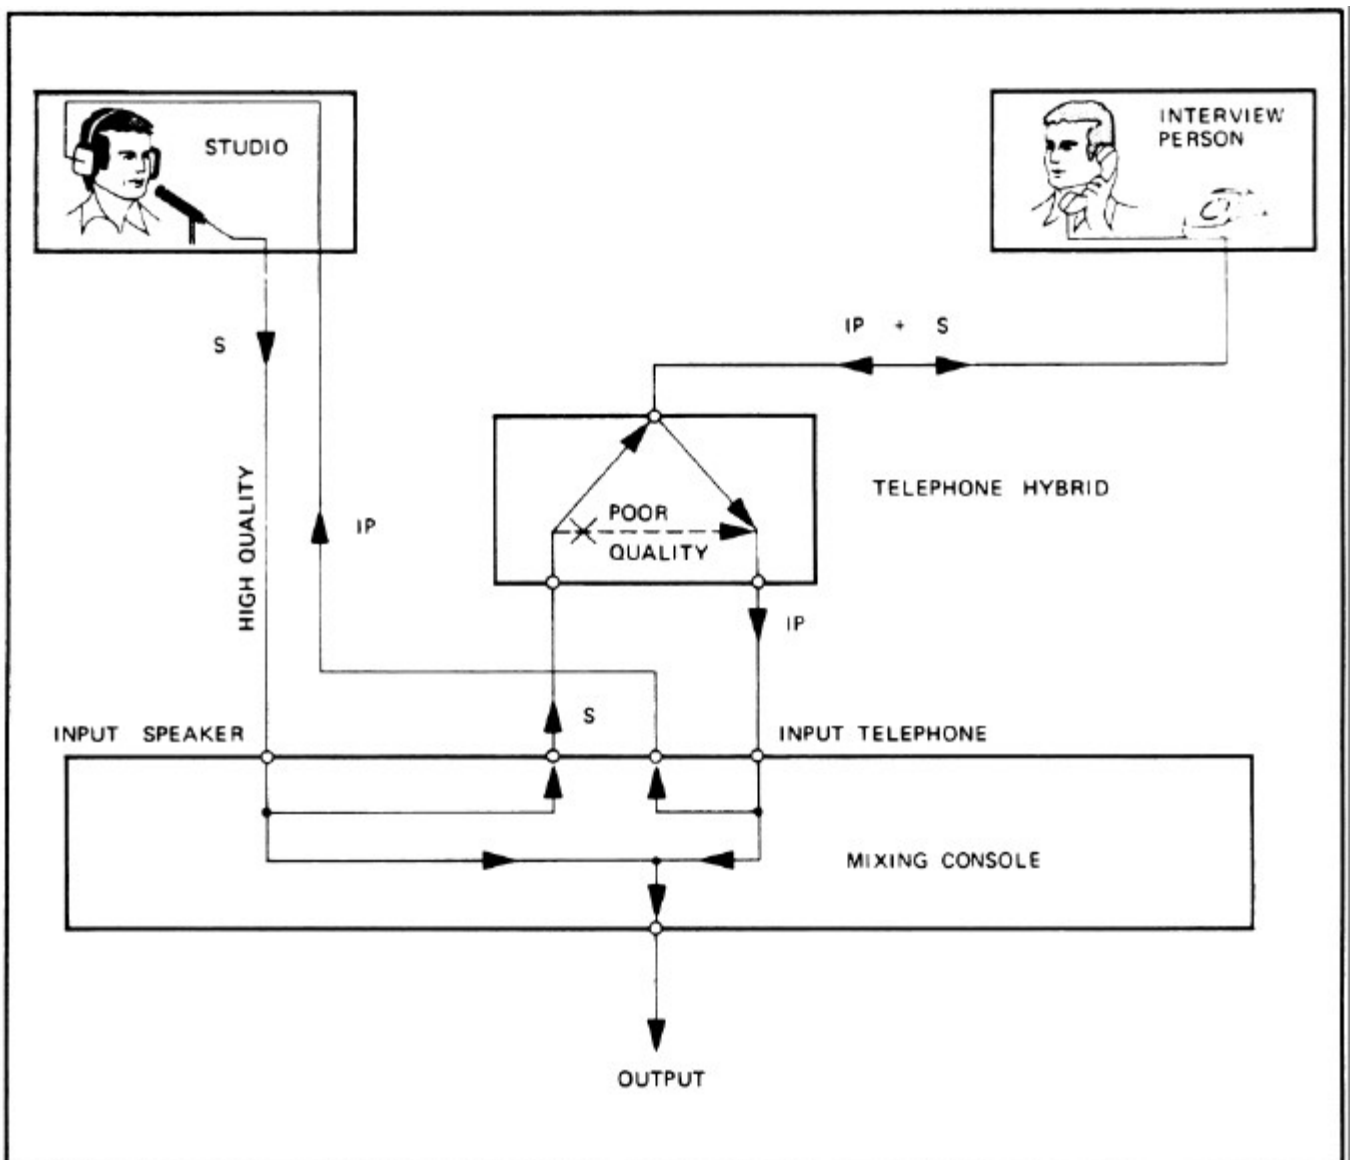 STUDIO
INTERVIEW
PERSON
IP + S
S
HIGH QUALITY
IP
TELEPHONE HYBRID
POOR
QUALITY
IP
S
INPUT SPEAKER
INPUT TELEPHONE
MIXING CONSOLE
OUTPUT